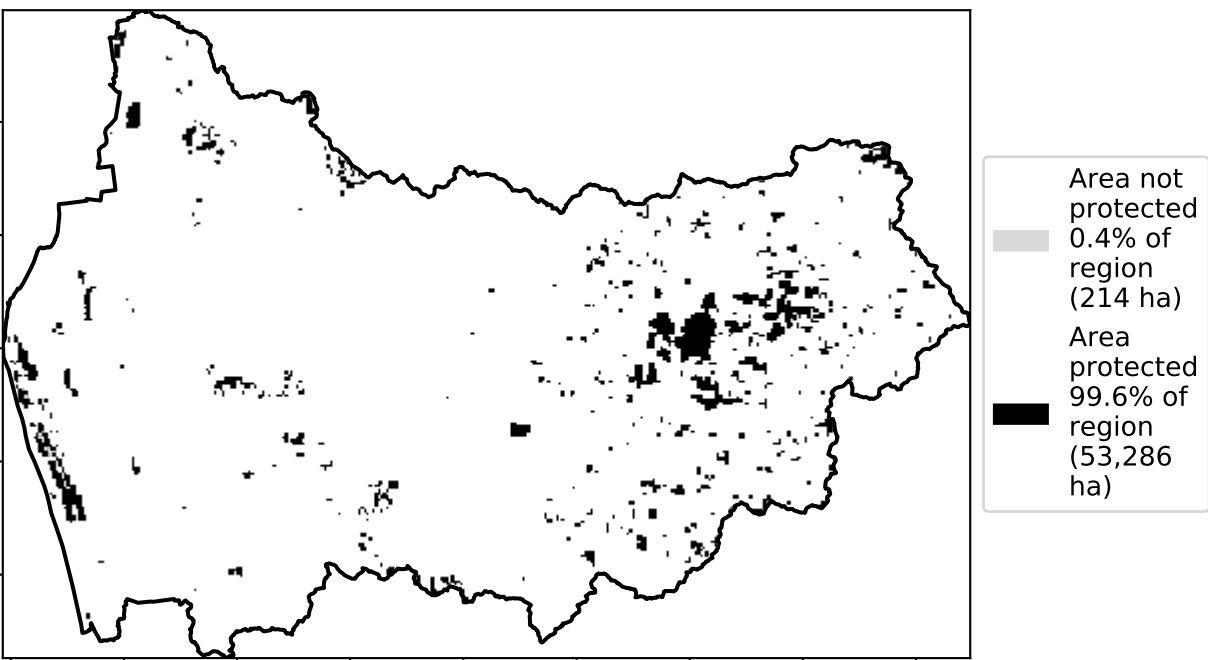 Area not
protected
0.4% of
region
(214 ha)
Area
protected
99.6% of
region
(53,286
ha)